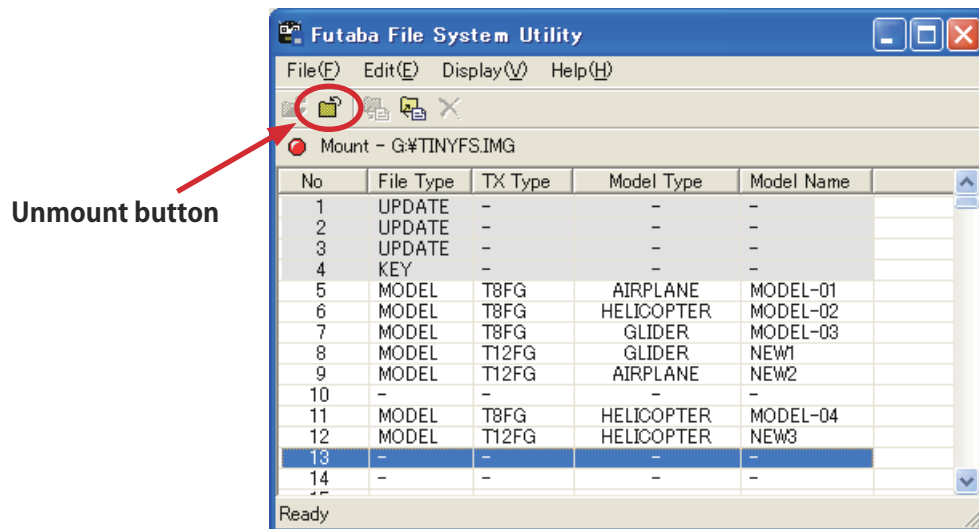 Futaba File System Utility
File(F) Edit(E) Display(V) Help(H)
Mount - G:¥TINYFS.IMG
Unmount button
No File Type TX Type Model Type Model Name
1 UPDATE - - -
2 UPDATE - - -
3 UPDATE - - -
4 KEY - - -
5 MODEL T8FG AIRPLANE MODEL-01
6 MODEL T8FG HELICOPTER MODEL-02
7 MODEL T8FG GLIDER MODEL-03
8 MODEL T12FG GLIDER NEW1
9 MODEL T12FG AIRPLANE NEW2
10 - - - -
11 MODEL T8FG HELICOPTER MODEL-04
12 MODEL T12FG HELICOPTER NEW3
13 - - - -
14 - - - -
Ready